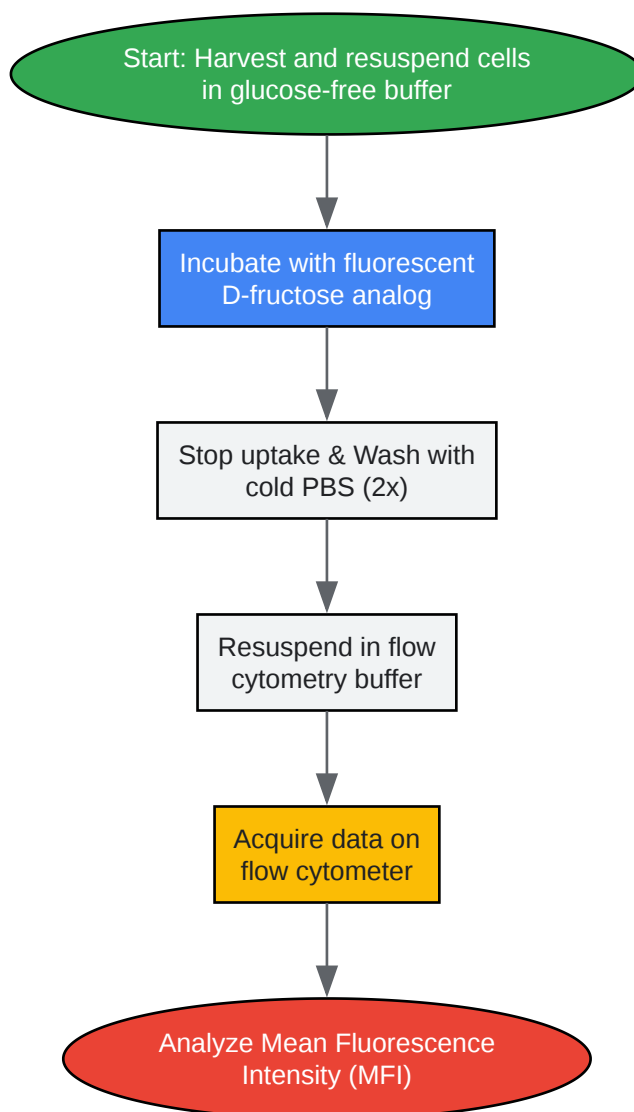 Start: Harvest and resuspend cells
in glucose-free buffer
Incubate with fluorescent
D-fructose analog
Stop uptake & Wash with
cold PBS (2x)
Resuspend in flow
cytometry buffer
Acquire data on
flow cytometer
Analyze Mean Fluorescence
Intensity (MFI)